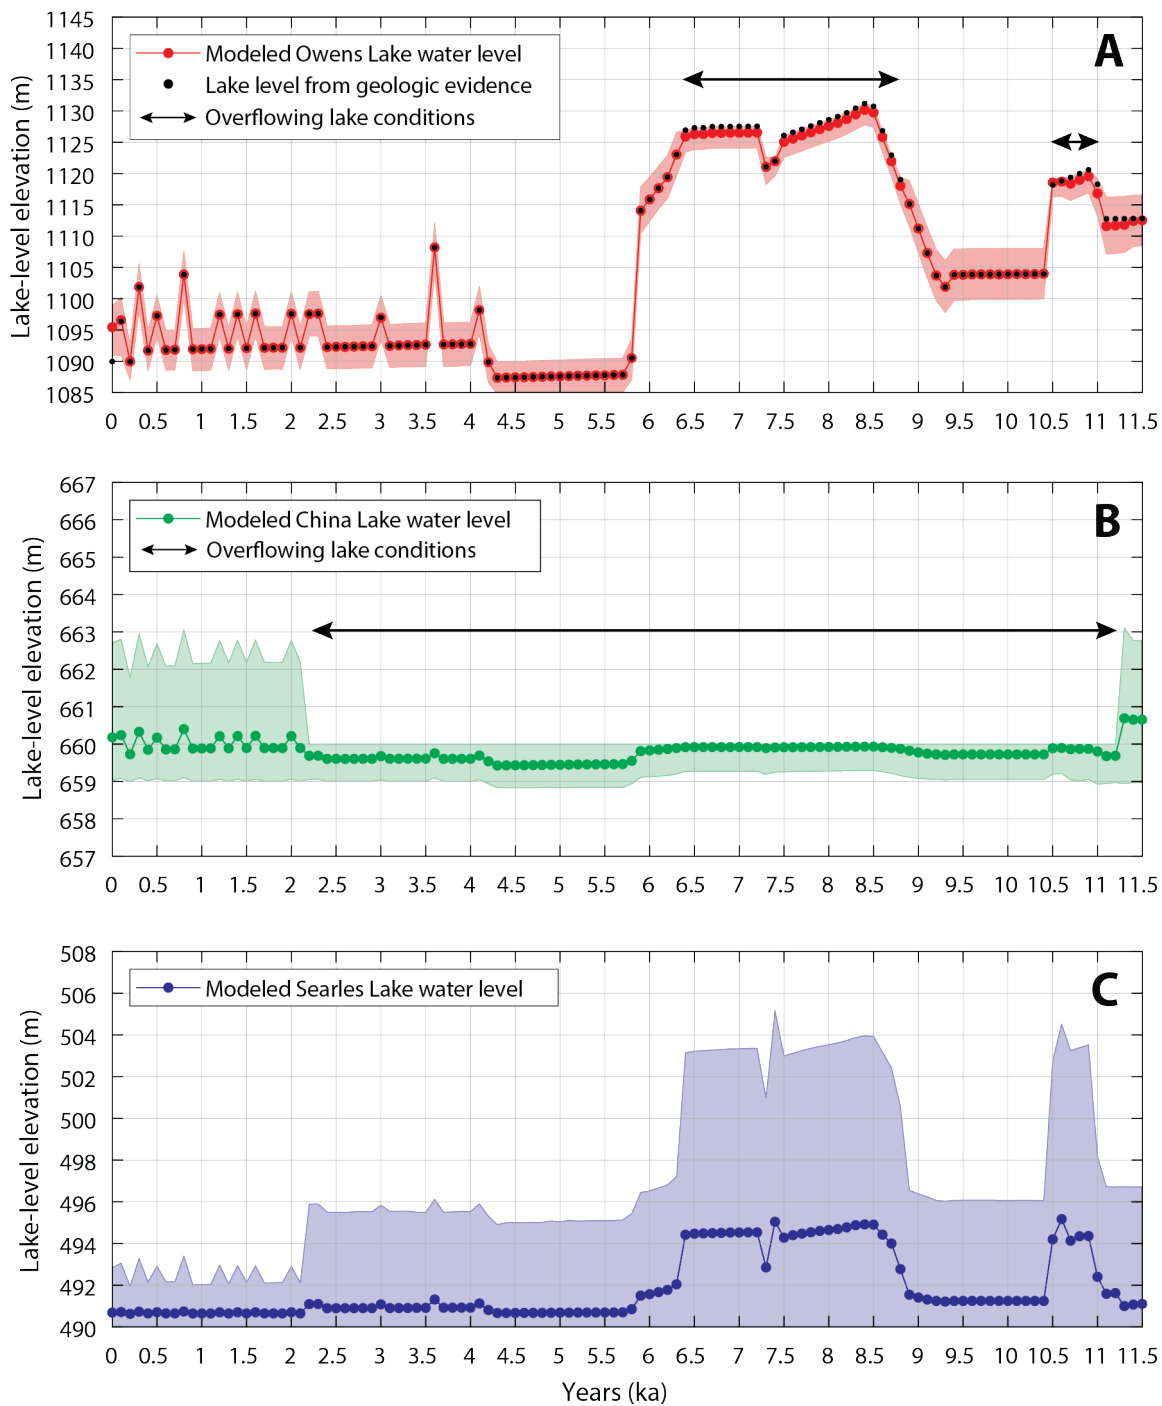 1145
1140
1135
1130
1125
1120
1115
1110
1105
1100
1095
1090
1085
Lake-level elevation (m)
Modeled Owens Lake water level
Lake level from geologic evidence
Overflowing lake conditions
A
0 0.5 1 1.5 2 2.5 3 3.5 4 4.5 5 5.5 6 6.5 7 7.5 8 8.5 9 9.5 10 10.5 11 11.5
667
666
665
664
663
662
661
660
659
658
657
Lake-level elevation (m)
Modeled China Lake water level
Overflowing lake conditions
B
0 0.5 1 1.5 2 2.5 3 3.5 4 4.5 5 5.5 6 6.5 7 7.5 8 8.5 9 9.5 10 10.5 11 11.5
508
506
504
502
500
498
496
494
492
490
Lake-level elevation (m)
Modeled Searles Lake water level
C
0 0.5 1 1.5 2 2.5 3 3.5 4 4.5 5 5.5 6 6.5 7 7.5 8 8.5 9 9.5 10 10.5 11 11.5
Years (ka)